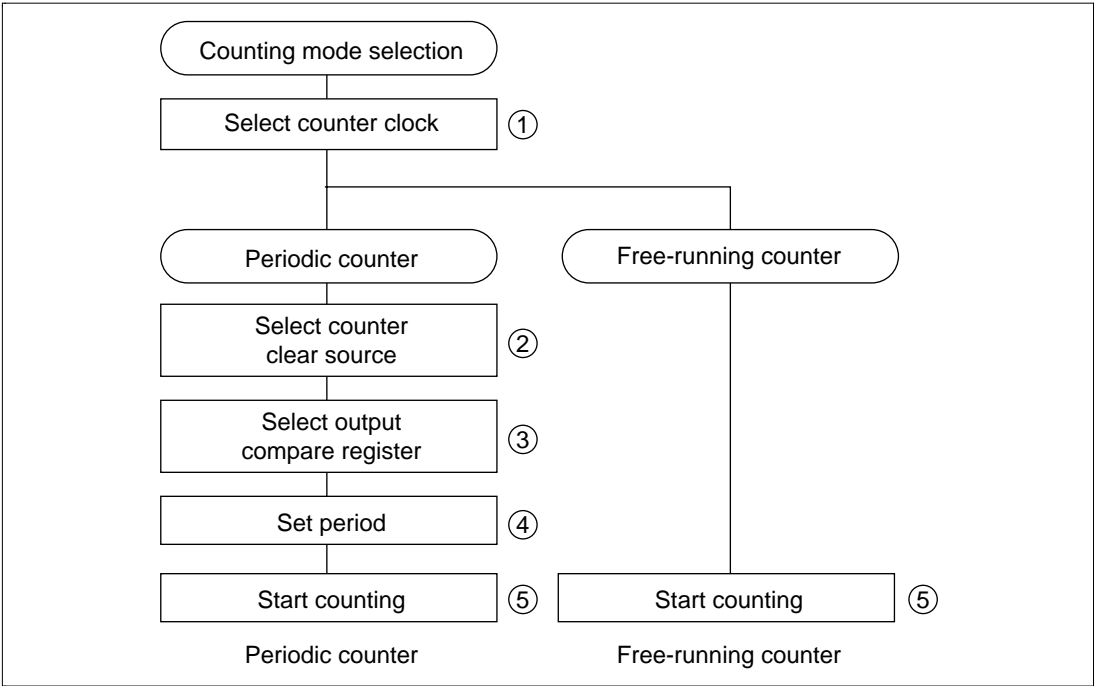 Counting mode selection
Select counter clock ①
Periodic counter
Free-running counter
Select counter
clear source ②
Select output
compare register ③
Set period ④
Start counting ⑤
Start counting ⑤
Periodic counter
Free-running counter